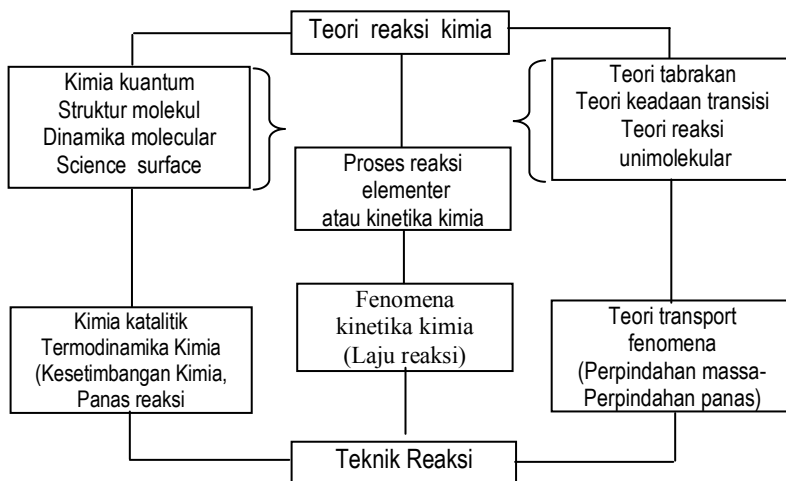 Teori reaksi kimia
Kimia kuantum
Struktur molekul
Dinamika molecular
Science surface
Proses reaksi
elementer
atau kinetika kimia
Teori tabrakan
Teori keadaan transisi
Teori reaksi
unimolekular
Kimia katalitik
Termodinamika Kimia
(Kesetimbangan Kimia,
Panas reaksi)
Fenomena
kinetika kimia
(Laju reaksi)
Teori transport
fenomena
(Perpindahan massa-
Perpindahan panas)
Teknik Reaksi